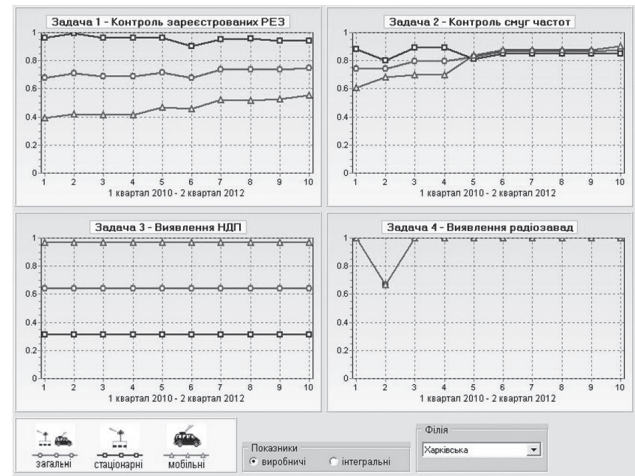 Задача 1 - Контроль зареєстрованих РЕЗ
1
0.8
0.6
0.4
0.2
0
1 2 3 4 5 6 7 8 9 10
1 квартал 2010 - 2 квартал 2012
Задача 2 - Контроль смуг частот
1
0.8
0.6
0.4
0.2
0
1 2 3 4 5 6 7 8 9 10
1 квартал 2010 - 2 квартал 2012
Задача 3 - Виявлення НДП
1
0.8
0.6
0.4
0.2
0
1 2 3 4 5 6 7 8 9 10
1 квартал 2010 - 2 квартал 2012
Задача 4 - Виявлення радіозавад
1
0.8
0.6
0.4
0.2
0
1 2 3 4 5 6 7 8 9 10
1 квартал 2010 - 2 квартал 2012
загальні стаціонарні мобільні
Показники
виробничі інтегральні
Філія
Харківська